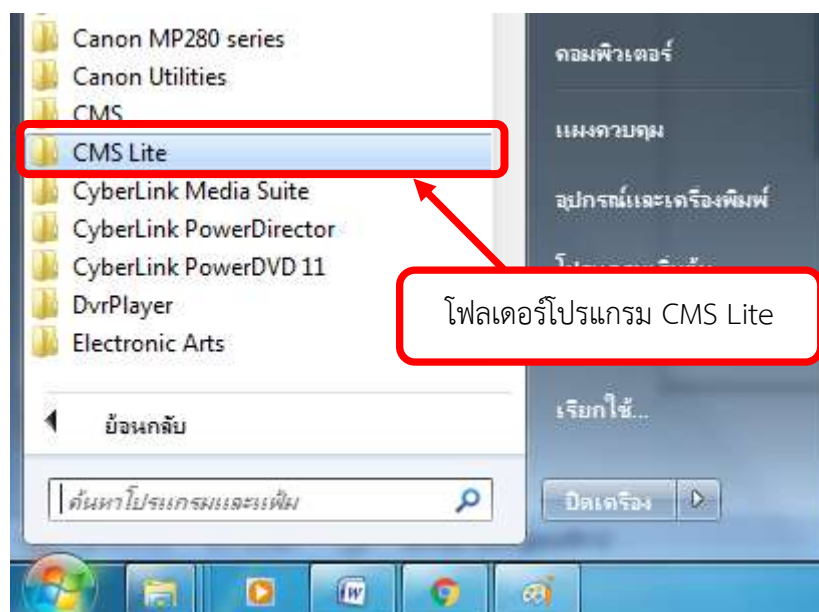 Canon MP280 series
Canon Utilities
CMS
CMS Lite
CyberLink Media Suite
CyberLink PowerDirector
CyberLink PowerDVD 11
DvrPlayer
Electronic Arts
ย้อนกลับ
ค้นหาโปรแกรมและแฟ้ม
คอมพิวเตอร์
แผงควบคุม
อุปกรณ์และเครื่องพิมพ์
โฟลเดอร์โปรแกรม CMS Lite
เรียกใช้...
ปิดเครื่อง